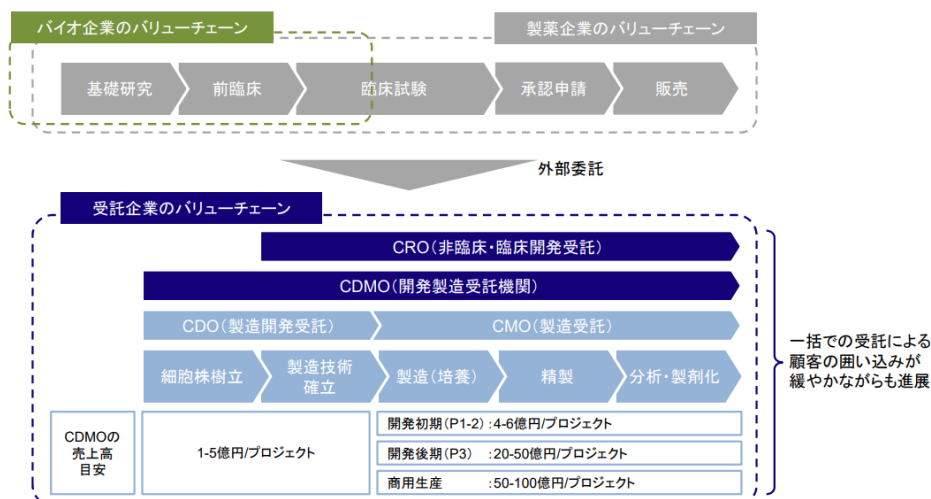 バイオ企業のバリューチェーン
製薬企業のバリューチェーン
基礎研究
前臨床
臨床試験
承認申請
販売
外部委託
受託企業のバリューチェーン
CRO(非臨床・臨床開発受託)
CDMO(開発製造受託機関)
CDO(製造開発受託)
CMO(製造受託)
細胞株樹立
製造技術
確立
製造(培養)
精製
分析・製剤化
一括での受託による
顧客の囲い込みが
緩やかながらも進展
CDMOの
売上高
目安
1-5億円/プロジェクト
開発初期(P1-2):4-6億円/プロジェクト
開発後期(P3) :20-50億円/プロジェクト
商用生産 :50-100億円/プロジェクト